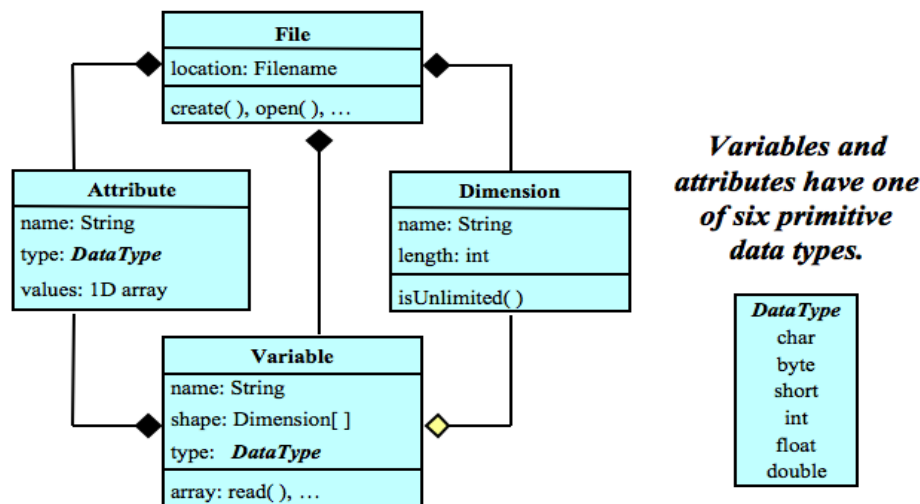 File
location: Filename
create( ), open( ), …
Attribute
name: String
type: DataType
values: 1D array
Dimension
name: String
length: int
isUnlimited( )
Variable
name: String
shape: Dimension[ ]
type: DataType
array: read( ), …
Variables and
attributes have one
of six primitive
data types.
DataType
char
byte
short
int
float
double